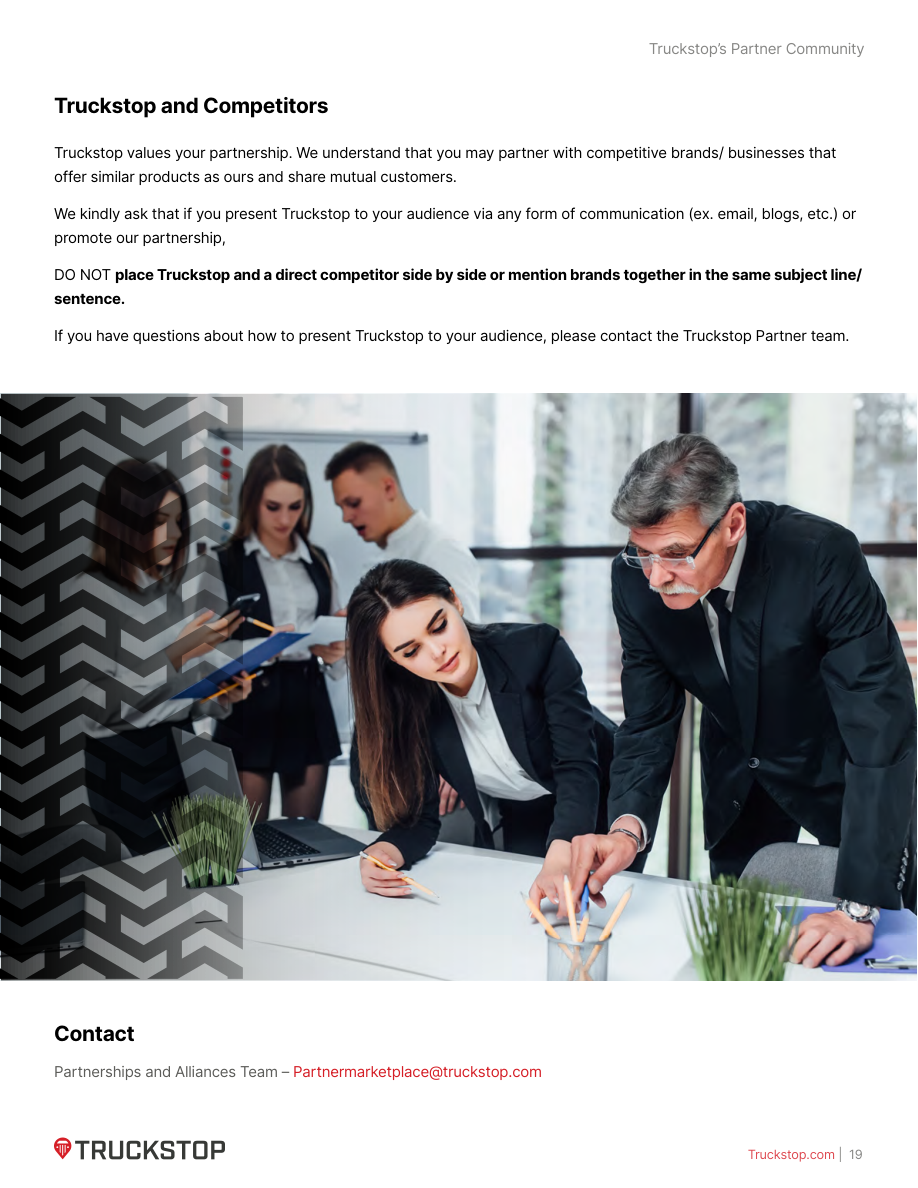 Truckstop’s Partner Community
Truckstop and Competitors
Truckstop values your partnership. We understand that you may partner with competitive brands/ businesses that
offer similar products as ours and share mutual customers.
We kindly ask that if you present Truckstop to your audience via any form of communication (ex. email, blogs, etc.) or
promote our partnership,
DO NOT place Truckstop and a direct competitor side by side or mention brands together in the same subject line/
sentence.
If you have questions about how to present Truckstop to your audience, please contact the Truckstop Partner team.
Contact
Partnerships and Alliances Team – Partnermarketplace@truckstop.com
TRUCKSTOP
Truckstop.com | 19